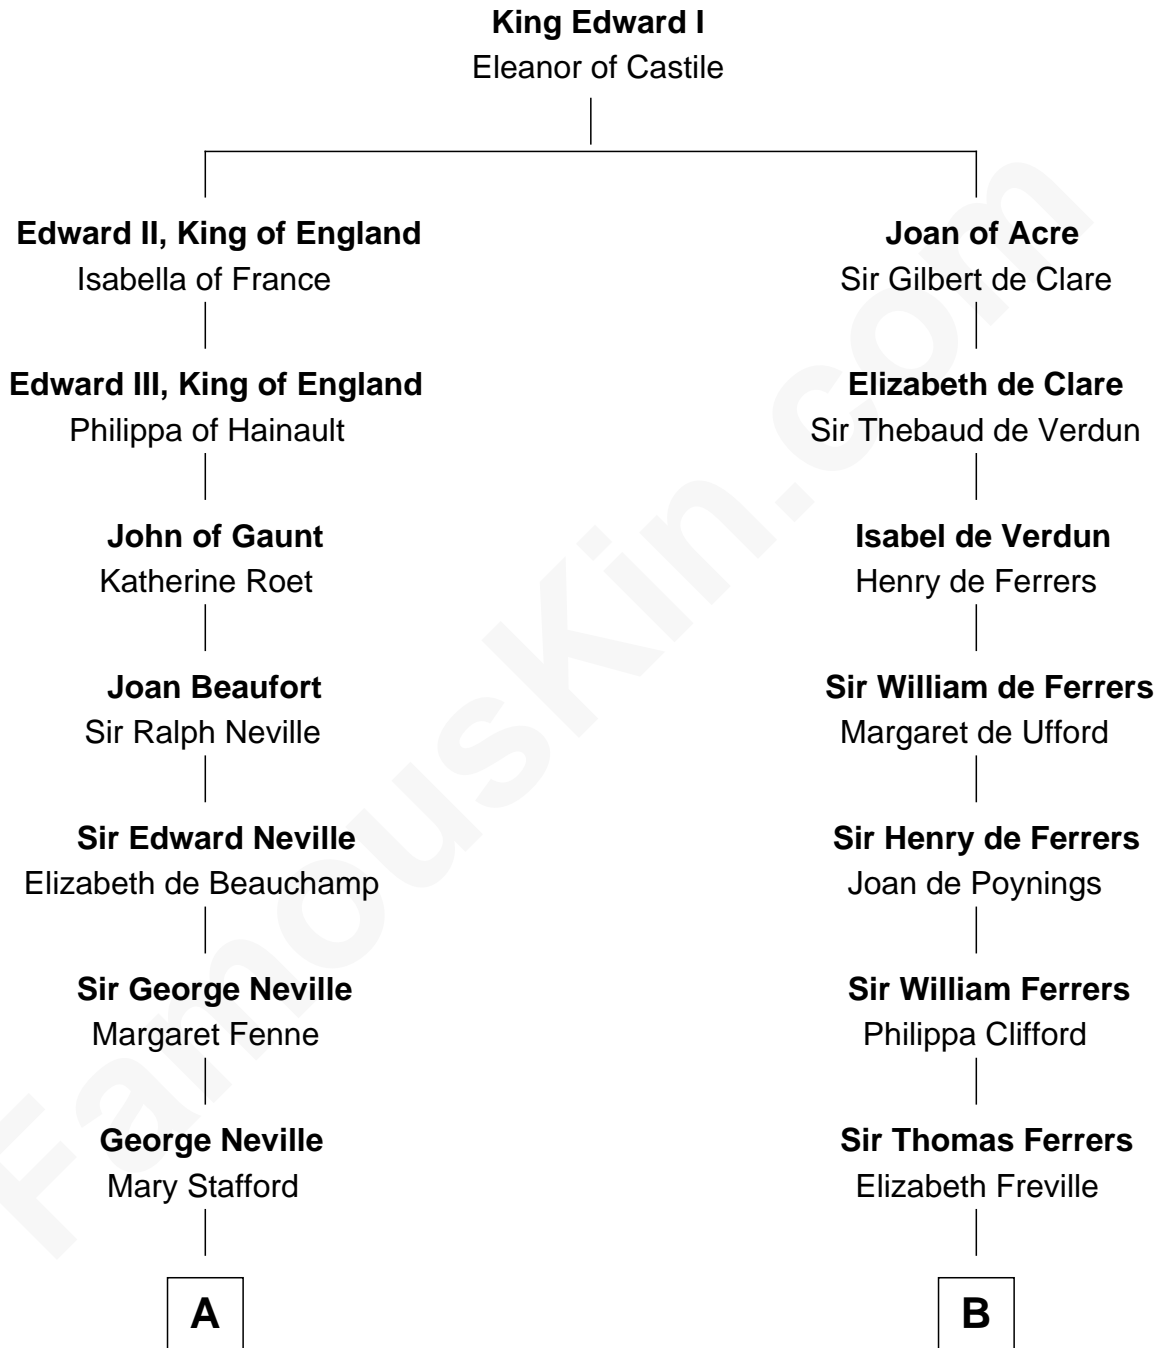 King Edward I
Eleanor of Castile
Edward II, King of England
Isabella of France
Joan of Acre
Sir Gilbert de Clare
Edward III, King of England
Philippa of Hainault
Elizabeth de Clare
Sir Thebaud de Verdun
John of Gaunt
Katherine Roet
Isabel de Verdun
Henry de Ferrers
Joan Beaufort
Sir Ralph Neville
Sir William de Ferrers
Margaret de Ufford
Sir Edward Neville
Elizabeth de Beauchamp
Sir Henry de Ferrers
Joan de Poynings
Sir George Neville
Margaret Fenne
Sir William Ferrers
Philippa Clifford
George Neville
Mary Stafford
Sir Thomas Ferrers
Elizabeth Freville
A
B
FamousKin.com